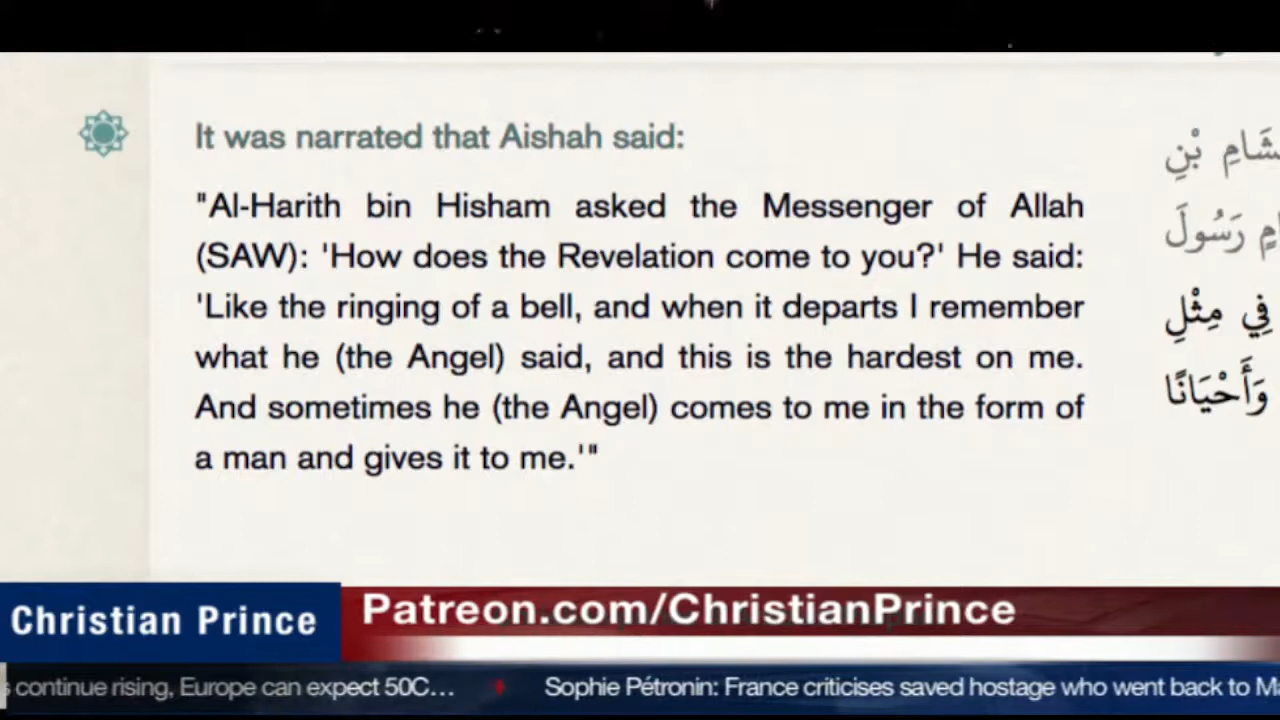 It was narrated that Aishah said:
"Al-Harith bin Hisham asked the Messenger of Allah
(SAW): 'How does the Revelation come to you?' He said:
'Like the ringing of a bell, and when it departs I remember
what he (the Angel) said, and this is the hardest on me.
And sometimes he (the Angel) comes to me in the form of
a man and gives it to me.'"
بْنِ
رَسُولَ
فِي مِثْلِ
وَأَحْيَانًا
Christian Prince
Patreon.com/ChristianPrince
continue rising, Europe can expect 50C...
Sophie Pétronin: France criticises saved hostage who went back to